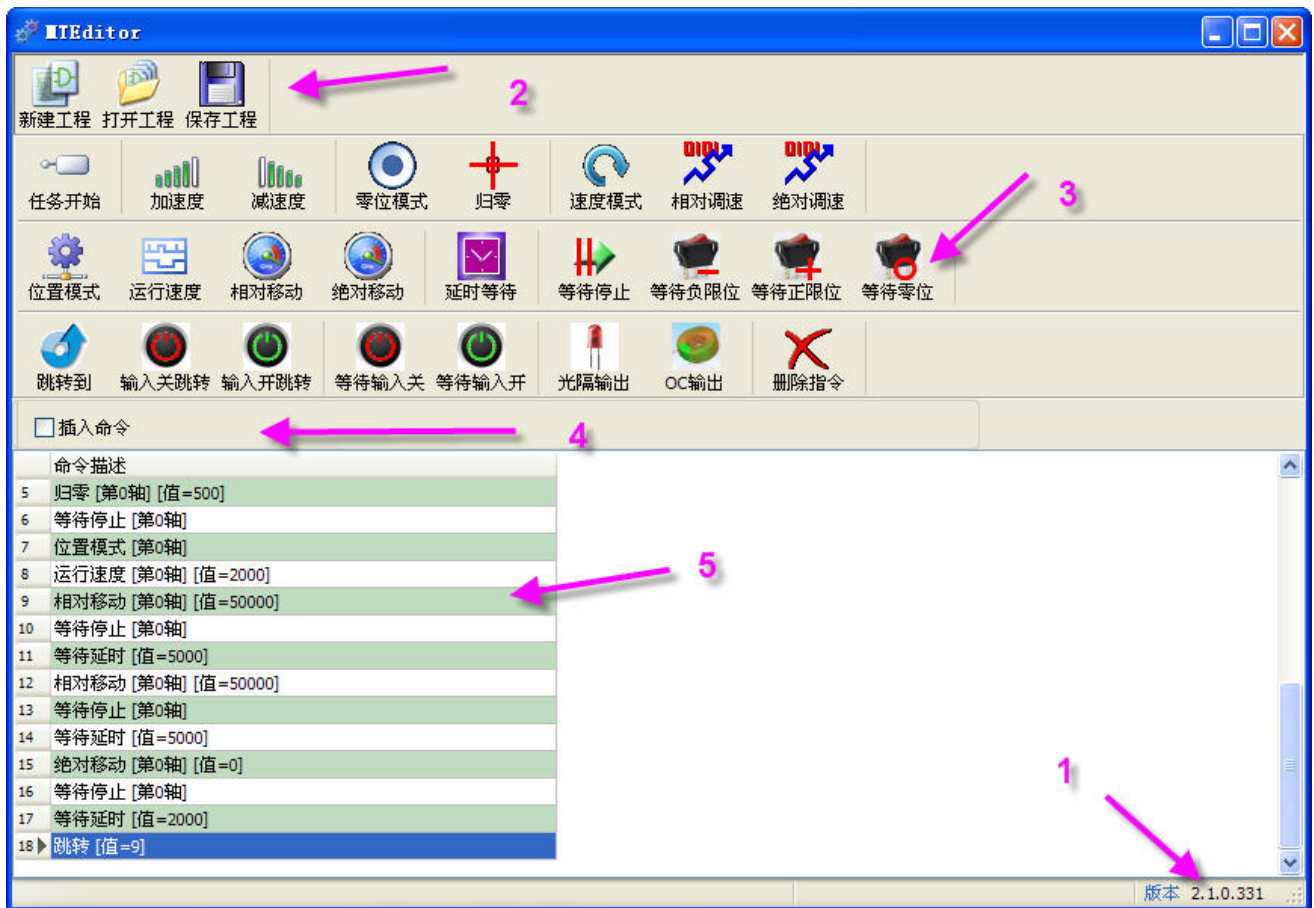 MTEditor
新建工程 打开工程 保存工程
2
任务开始 加速度 减速度 零位模式 归零 速度模式 相对调速 绝对调速
3
位置模式 运行速度 相对移动 绝对移动 延时等待 等待停止 等待负限位 等待正限位 等待零位
跳转到 输入关跳转 输入开跳转 等待输入关 等待输入开 光隔输出 OC输出 删除指令
插入命令
4
命令描述
5 归零 [第0轴] [值=500]
6 等待停止 [第0轴]
7 位置模式 [第0轴]
8 运行速度 [第0轴] [值=2000]
5
9 相对移动 [第0轴] [值=50000]
10 等待停止 [第0轴]
11 等待延时 [值=5000]
12 相对移动 [第0轴] [值=50000]
13 等待停止 [第0轴]
14 等待延时 [值=5000]
15 绝对移动 [第0轴] [值=0]
1
16 等待停止 [第0轴]
17 等待延时 [值=2000]
18 跳转 [值=9]
版本 2.1.0.331